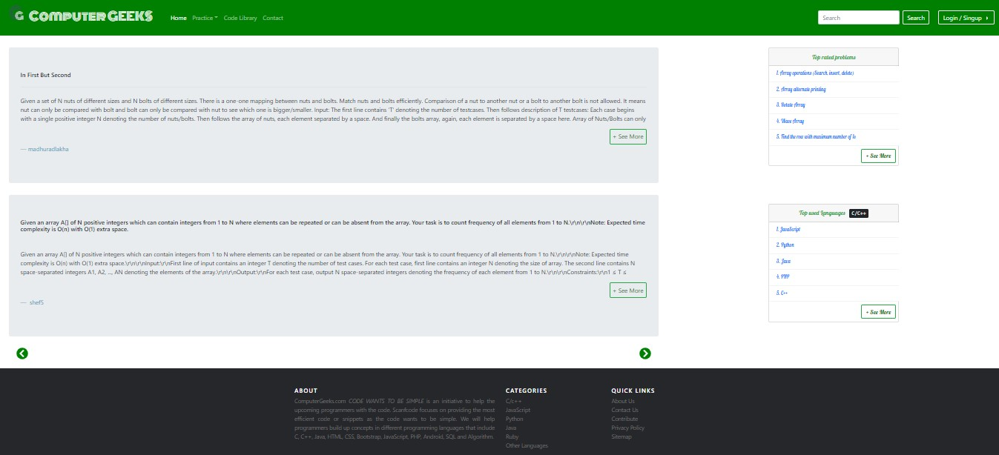 G COMPUTER GEEKS
Home Practice Code Library Contact
Search Search Login / Singup ›
In First But Second
Given a set of N nuts of different sizes and N bolts of different sizes. There is a one-one mapping between nuts and bolts. Match nuts and bolts efficiently. Comparison of a nut to another nut or a bolt to another bolt is not allowed. It means
nut can only be compared with bolt and bolt can only be compared with nut to see which one is bigger/smaller. Input: The first line contains 'T' denoting the number of testcases. Then follows description of T testcases: Each case begins
with a single positive integer N denoting the number of nuts/bolts. Then follows the array of nuts, each element separated by a space. And finally the bolts array, again, each element is separated by a space here. Array of Nuts/Bolts can only
+ See More
— madhuradlakha
Given an array A[] of N positive integers which can contain integers from 1 to N where elements can be repeated or can be absent from the array. Your task is to count frequency of all elements from 1 to N.\r\n\r\nNote: Expected time
complexity is O(n) with O(1) extra space.
Given an array A[] of N positive integers which can contain integers from 1 to N where elements can be repeated or can be absent from the array. Your task is to count frequency of all elements from 1 to N.\r\n\r\nNote: Expected time
complexity is O(n) with O(1) extra space.\r\n\r\nInput:\r\nFirst line of input contains an integer T denoting the number of test cases. For each test case, first line contains an integer N denoting the size of array. The second line contains N
space-separated integers A1, A2, ..., AN denoting the elements of the array.\r\n\r\nOutput:\r\nFor each test case, output N space-separated integers denoting the frequency of each element from 1 to N.\r\n\r\nConstraints:\r\n1 ≤ T ≤
+ See More
— shef5
Top rated problems
1. Array operations (Search, insert, delete)
2. Array alternate printing
3. Rotate Array
4. Wave Array
5. Find the row with maximum number of 1s
+ See More
Top used Languages C/C++
1. JavaScript
2. Python
3. Java
4. PHP
5. C++
+ See More
ABOUT
ComputerGeeks.com CODE WANTS TO BE SIMPLE is an initiative to help the
upcoming programmers with the code. Scanfcode focuses on providing the most
efficient code or snippets as the code wants to be simple. We will help
programmers build up concepts in different programming languages that include
C, C++, Java, HTML, CSS, Bootstrap, JavaScript, PHP, Android, SQL and Algorithm.
CATEGORIES
C/c++
JavaScript
Python
Java
Ruby
Other Languages
QUICK LINKS
About Us
Contact Us
Contribute
Privacy Policy
Sitemap